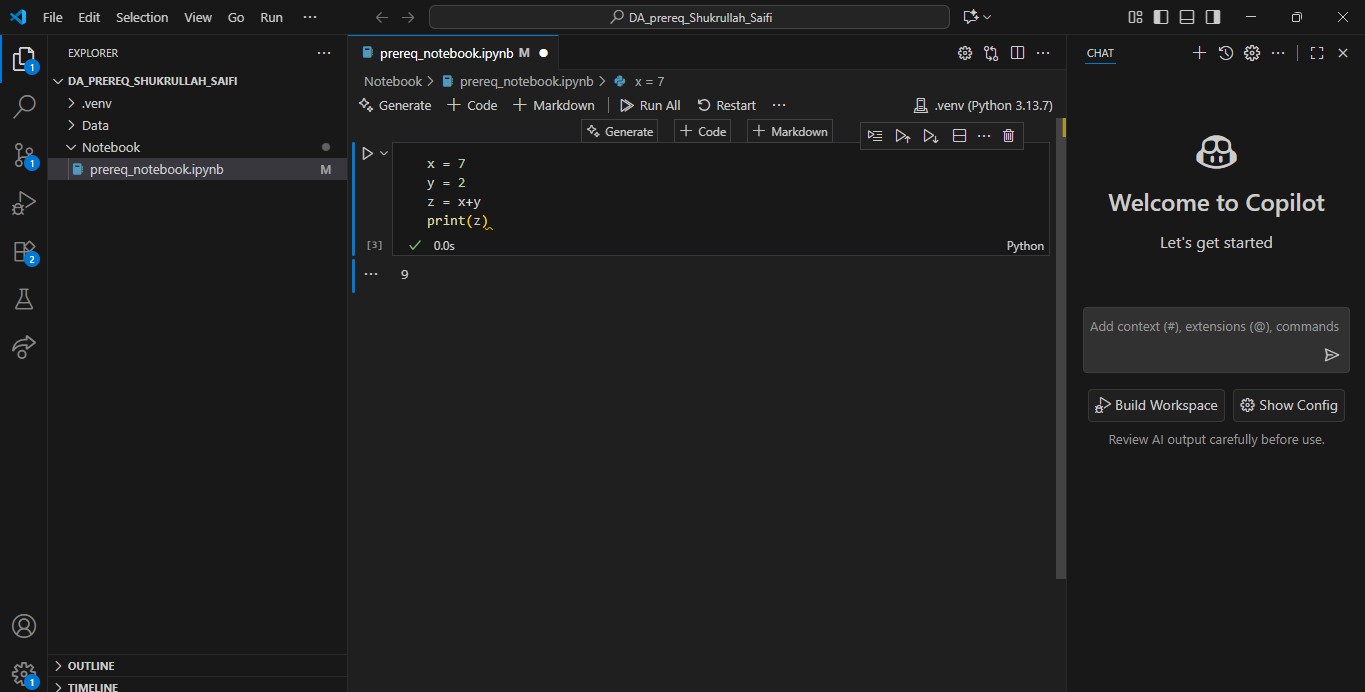 File Edit Selection View Go Run ···
DA_prereq_Shukrullah_Saifi
EXPLORER ···
DA_PREREQ_SHUKRULLAH_SAIFI
.venv
Data
Notebook
prereq_notebook.ipynb M
1
1
2
1
OUTLINE
TIMELINE
prereq_notebook.ipynb M
Notebook > prereq_notebook.ipynb > x = 7
Generate + Code + Markdown Run All Restart ··· .venv (Python 3.13.7)
Generate + Code + Markdown
x = 7
y = 2
z = x+y
print(z)
[3] 0.0s Python
9
CHAT
Welcome to Copilot
Let's get started
Add context (#), extensions (@), commands
Build Workspace Show Config
Review AI output carefully before use.